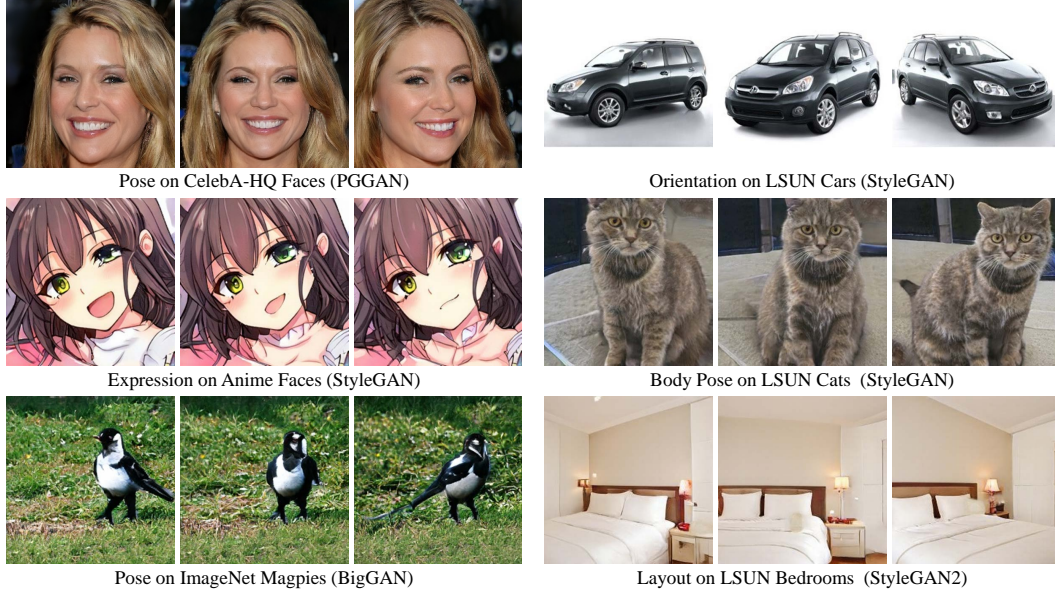 Pose on CelebA-HQ Faces (PGGAN)
Orientation on LSUN Cars (StyleGAN)
Expression on Anime Faces (StyleGAN)
Body Pose on LSUN Cats (StyleGAN)
Pose on ImageNet Magpies (BigGAN)
Layout on LSUN Bedrooms (StyleGAN2)